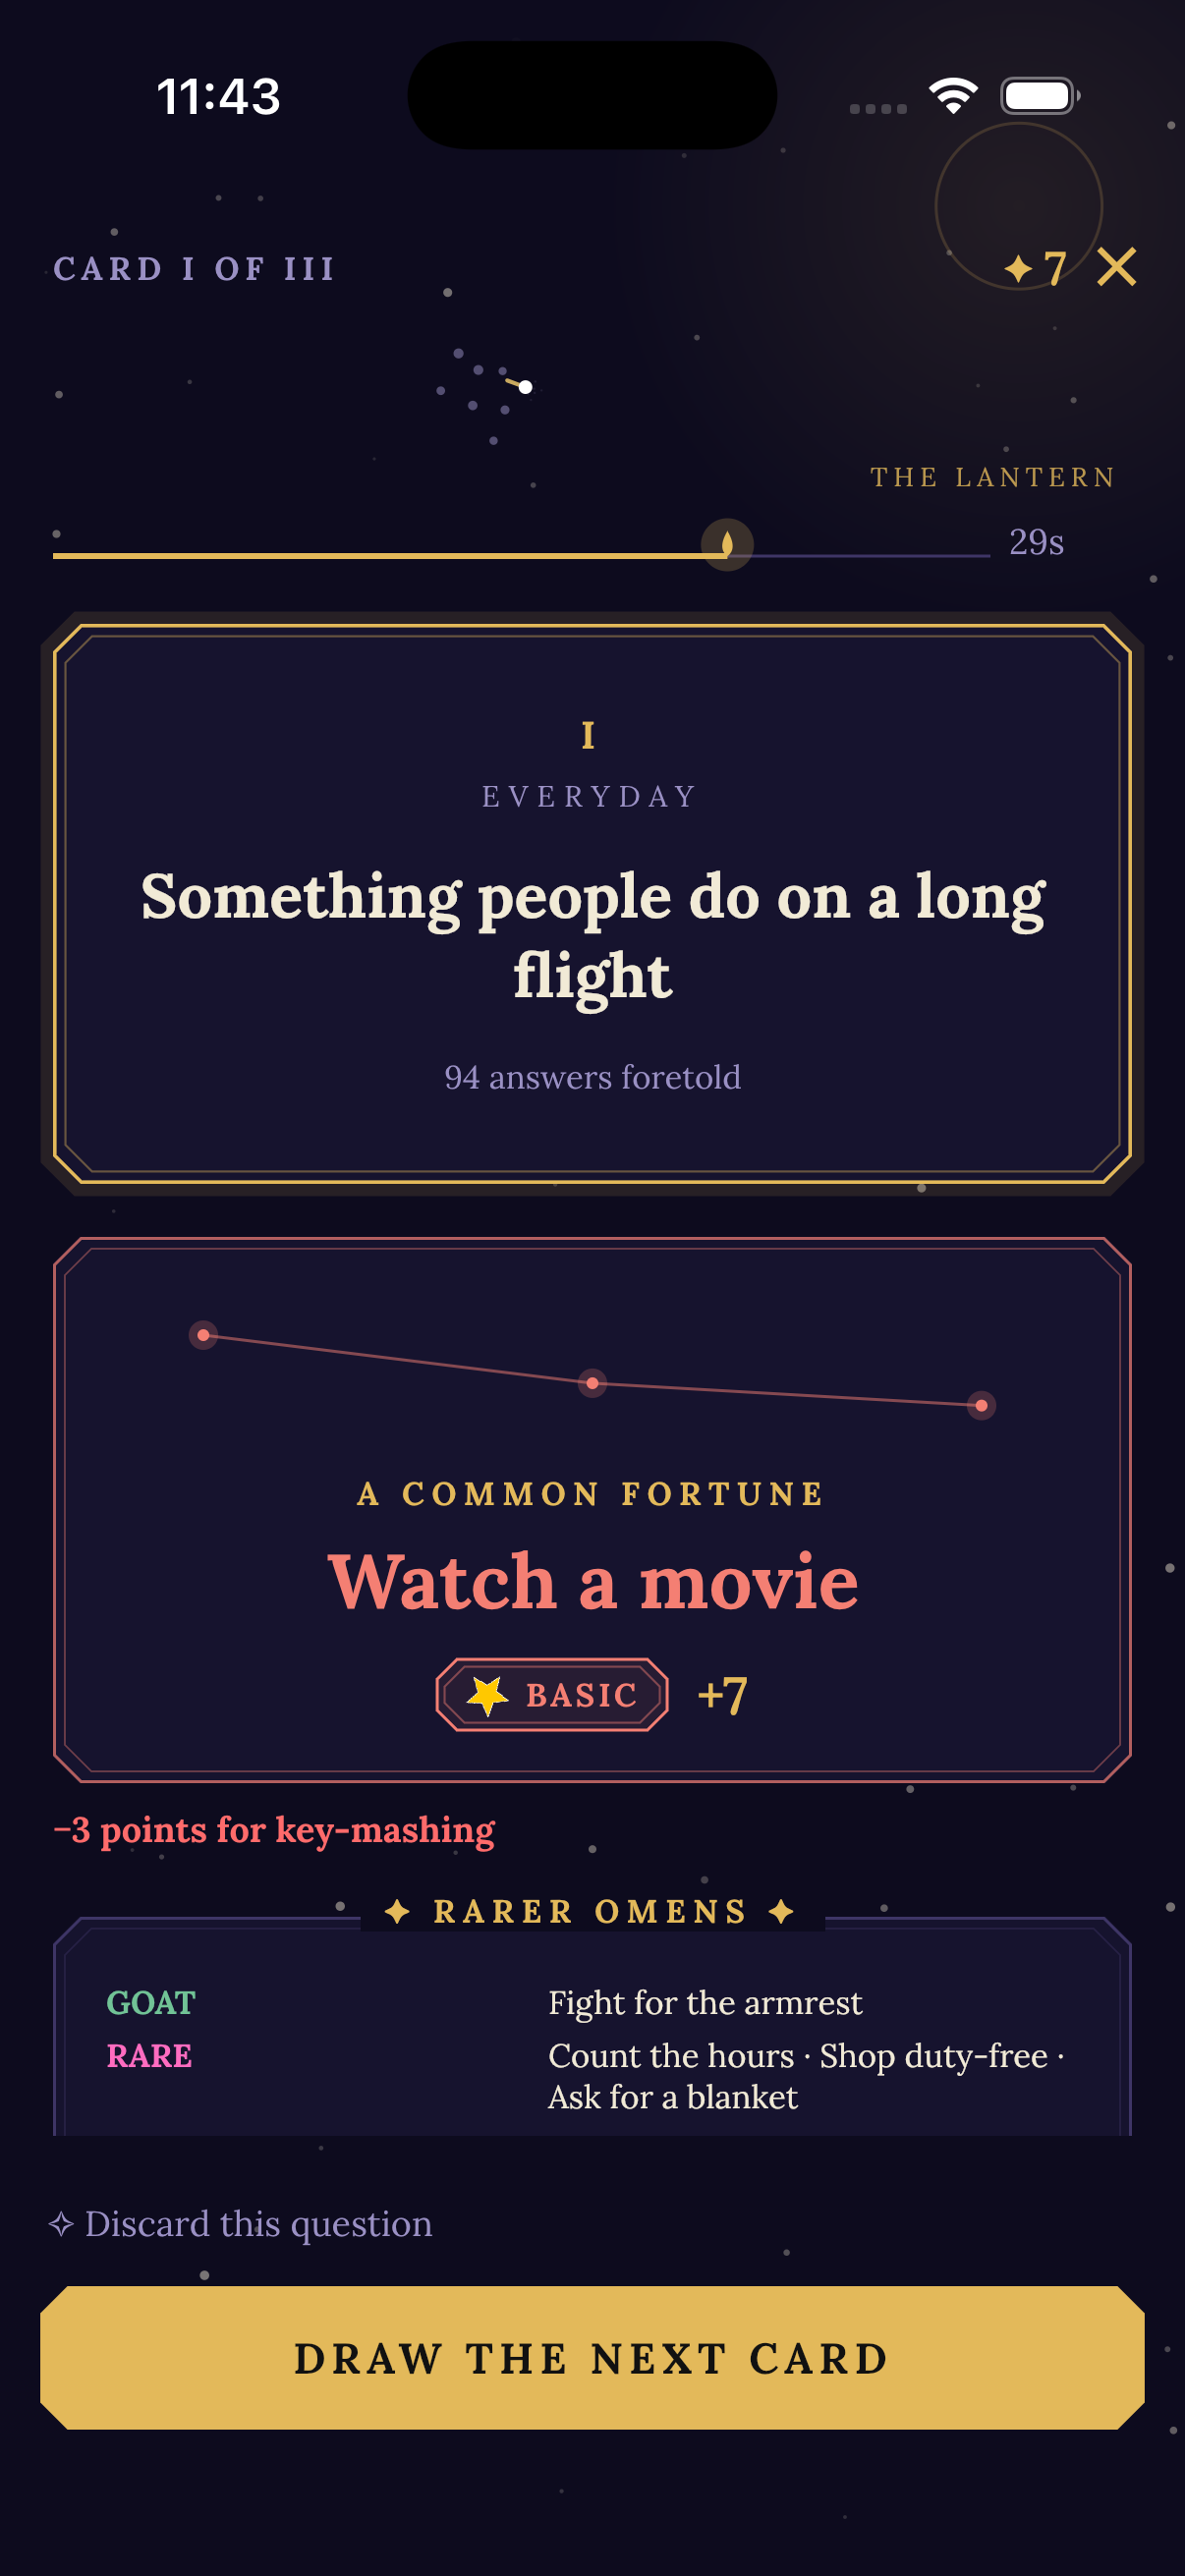 11:43
CARD I OF III
7
THE LANTERN
29s
I
EVERYDAY
Something people do on a long
flight
94 answers foretold
A COMMON FORTUNE
Watch a movie
BASIC +7
−3 points for key-mashing
RARER OMENS
GOAT Fight for the armrest
RARE Count the hours · Shop duty-free ·
Ask for a blanket
Discard this question
DRAW THE NEXT CARD